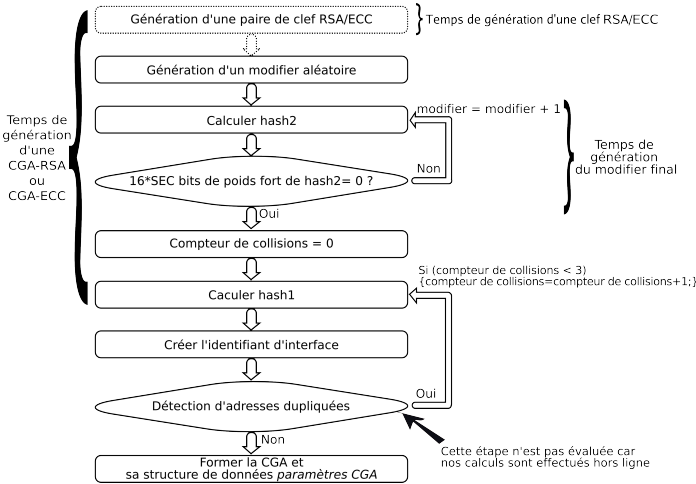 Génération d'une paire de clef RSA/ECC
Temps de génération d'une clef RSA/ECC
Génération d'un modifier aléatoire
Calculer hash2
modifier = modifier + 1
Non
Temps de
génération
du modifier final
Temps de
génération
d'une
CGA-RSA
ou
CGA-ECC
16*SEC bits de poids fort de hash2= 0 ?
Oui
Compteur de collisions = 0
Si (compteur de collisions < 3)
{compteur de collisions=compteur de collisions+1;}
Caculer hash1
Créer l'identifiant d'interface
Oui
Détection d'adresses dupliquées
Non
Cette étape n'est pas évaluée car
nos calculs sont effectués hors ligne
Former la CGA et
sa structure de données paramètres CGA